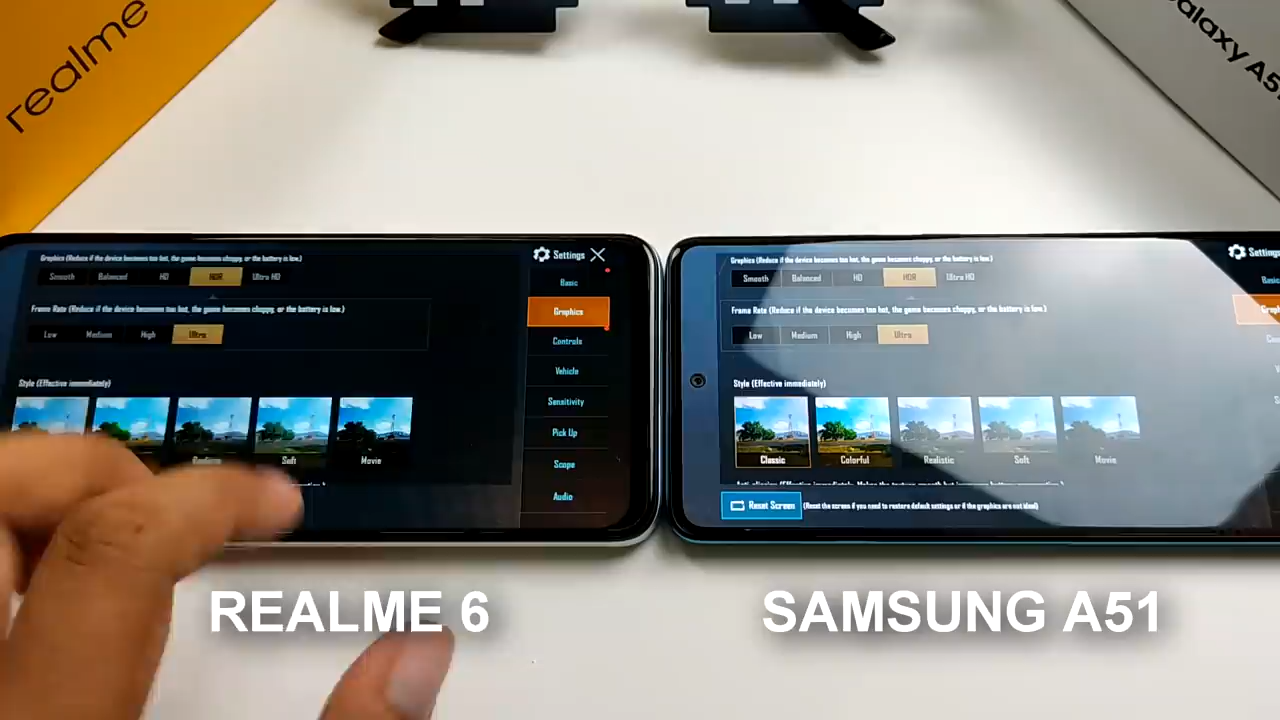 realme
Galaxy A51
Settings
Graphics (Reduce if the device becomes too hot, the game becomes choppy, or the battery is low.)
Smooth Balanced HD HDR Ultra HD
Frame Rate (Reduce if the device becomes too hot, the game becomes choppy, or the battery is low.)
Low Medium High Ultra
Style (Effective immediately)
Realistic Soft Movie
Basic
Graphics
Controls
Vehicle
Sensitivity
Pick Up
Scope
Audio
Settings
Graphics (Reduce if the device becomes too hot, the game becomes choppy, or the battery is low.)
Smooth Balanced HD HDR Ultra HD
Frame Rate (Reduce if the device becomes too hot, the game becomes choppy, or the battery is low.)
Low Medium High Ultra
Style (Effective immediately)
Classic Colorful Realistic Soft Movie
Reset Screen (Reset the screen if you need to restore default settings or if the graphics are not ideal)
Basic
REALME 6
SAMSUNG A51